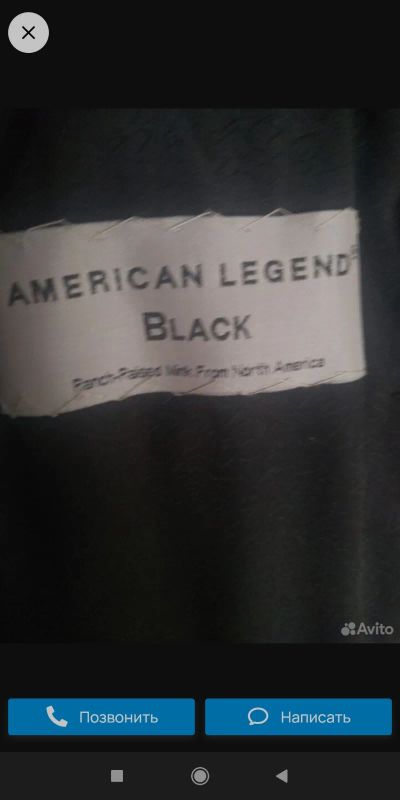 AMERICAN LEGEND®
BLACK
Ranch-Raised Mink From North America
Avito
Позвонить
Написать